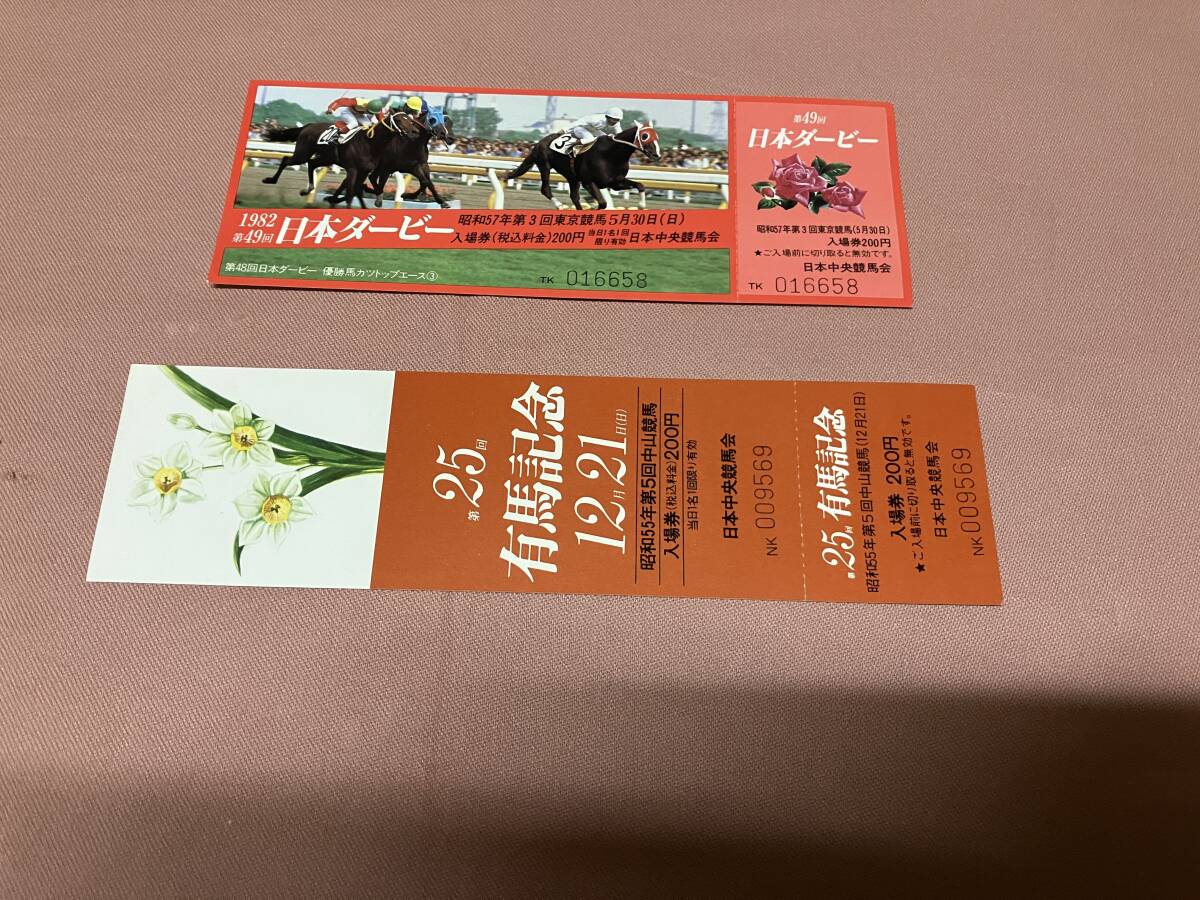 1982
第49回 日本ダービー
昭和57年第3回東京競馬5月30日(日)
入場券(税込料金)200円 当日1名1回限り有効 日本中央競馬会
第48回日本ダービー 優勝馬カツトップエース③
TK 016658
第49回
日本ダービー
昭和57年第3回東京競馬(5月30日)
入場券200円
★ご入場前に切り取ると無効です。
日本中央競馬会
TK 016658
第25回
有馬記念
12月21日(日)
昭和55年第5回中山競馬
入場券(税込料金)200円
当日1名1回限り有効
日本中央競馬会
NK 009569
第25回 有馬記念
昭和55年第5回中山競馬(12月21日)
入場券 200円
★ご入場前に切り取ると無効です。
日本中央競馬会
NK 009569